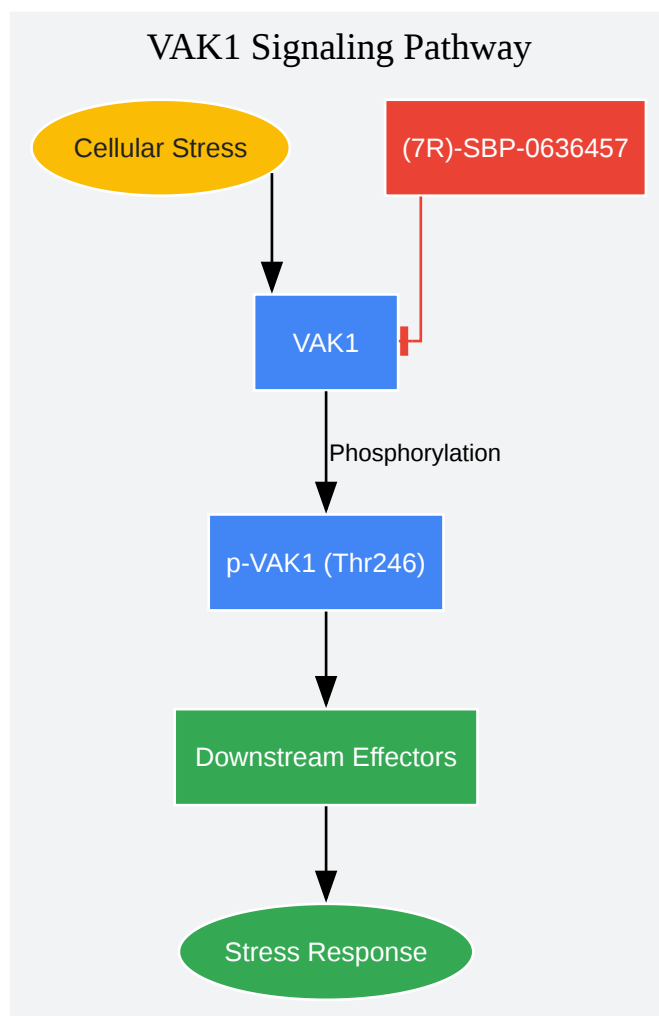 VAK1 Signaling Pathway
Cellular Stress
(7R)-SBP-0636457
VAK1
Phosphorylation
p-VAK1 (Thr246)
Downstream Effectors
Stress Response